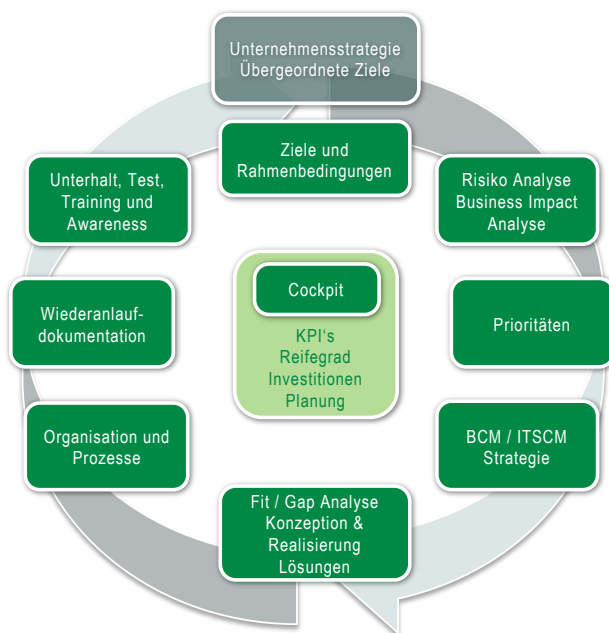 Unternehmensstrategie
Übergeordnete Ziele
Ziele und
Rahmenbedingungen
Risiko Analyse
Business Impact
Analyse
Prioritäten
BCM / ITSCM
Strategie
Fit / Gap Analyse
Konzeption &
Realisierung
Lösungen
Organisation und
Prozesse
Wiederanlauf-
dokumentation
Unterhalt, Test,
Training und
Awareness
Cockpit
KPI's
Reifegrad
Investitionen
Planung